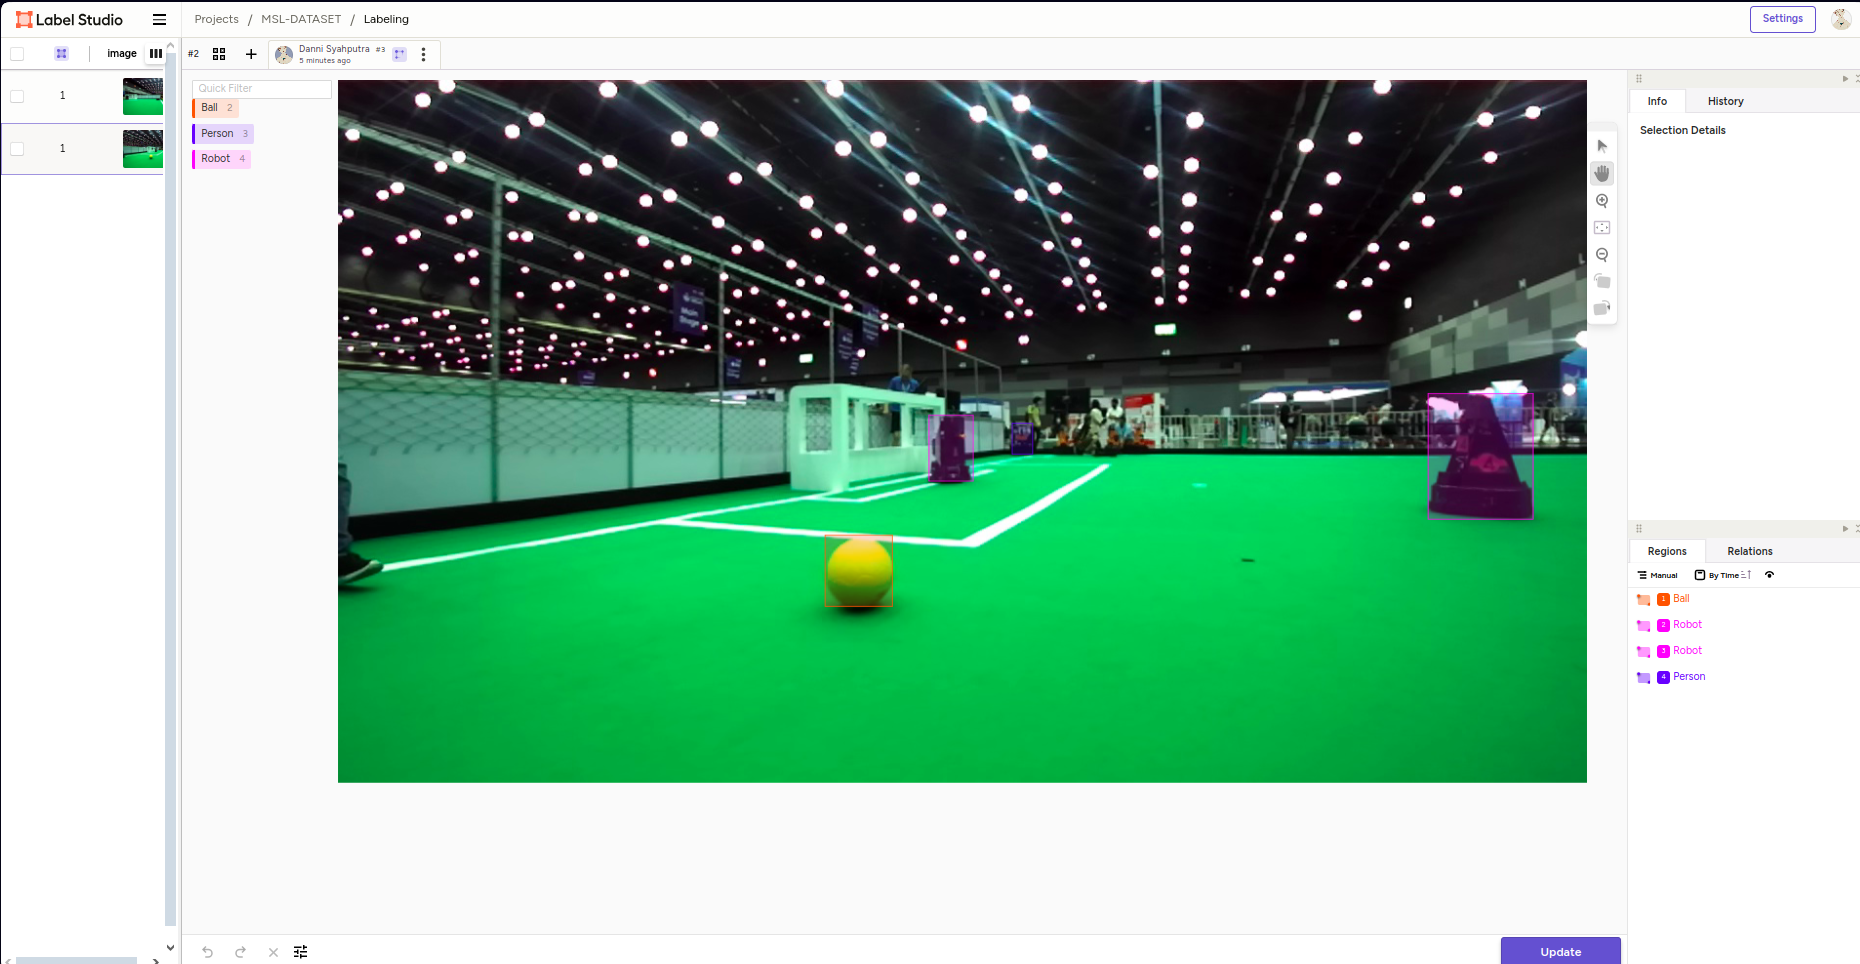 Label Studio
Projects / MSL-DATASET / Labeling
Settings
image
#2
Danni Syahputra #3
5 minutes ago
1
1
Quick Filter
Ball 2
Person 3
Robot 4
Main
Stage
Info
History
Selection Details
Regions
Relations
Manual
By Time
1 Ball
2 Robot
3 Robot
4 Person
Update